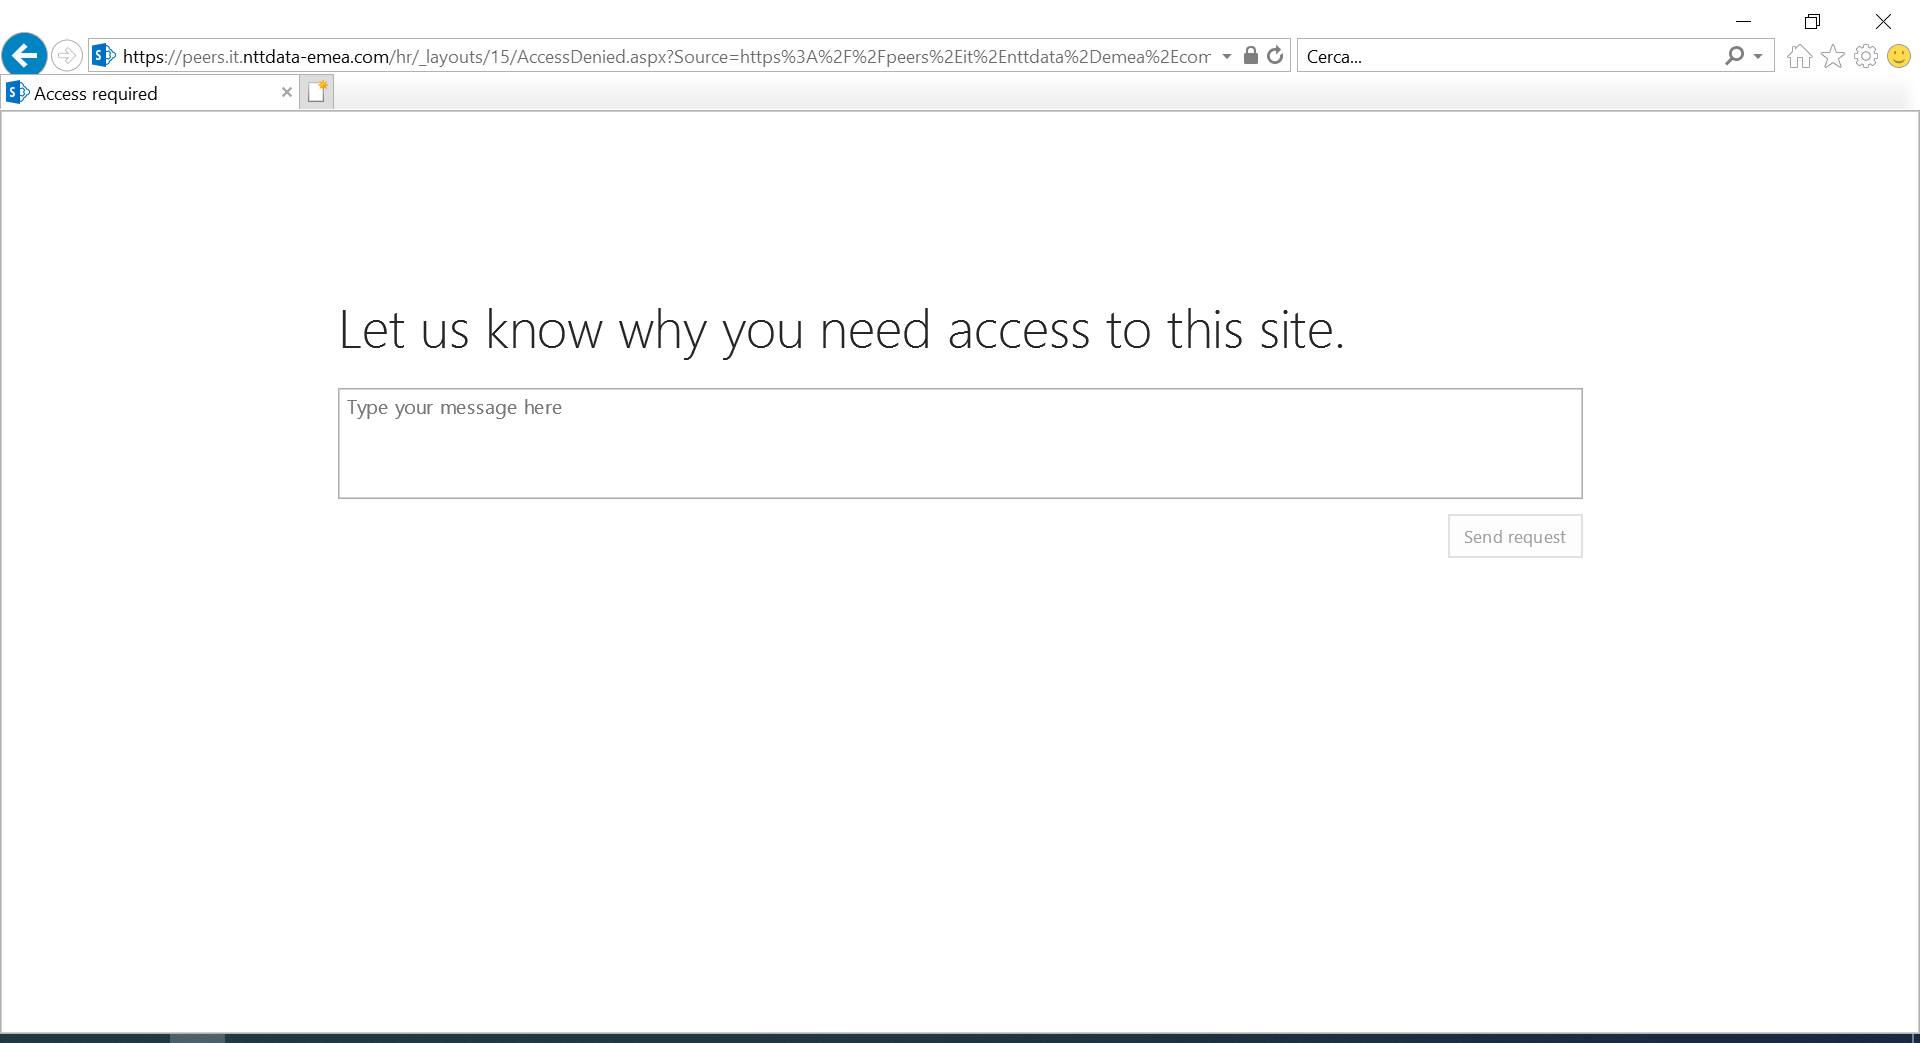 https://peers.it.nttdata-emea.com/hr/_layouts/15/AccessDenied.aspx?Source=https%3A%2F%2Fpeers%2Eit%2Enttdata%2Demea%2Ecom
Cerca...
Access required
Let us know why you need access to this site.
Type your message here
Send request